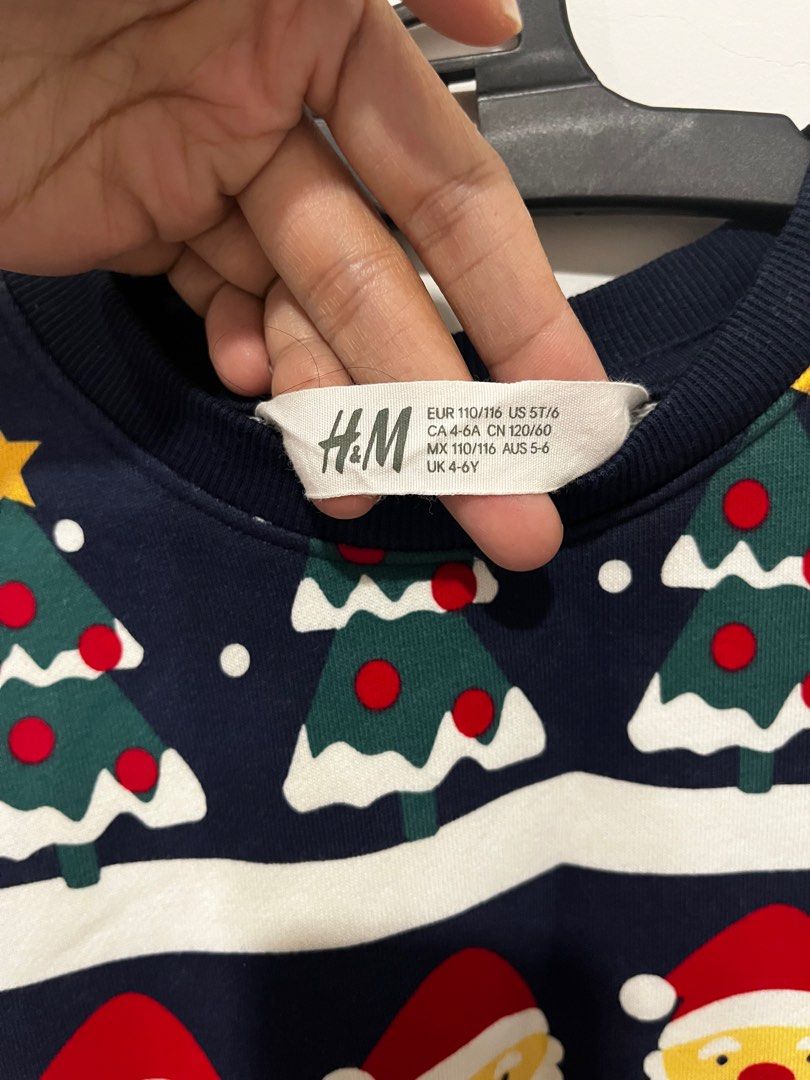 H&M
EUR 110/116 US 5T/6
CA 4-6A CN 120/60
MX 110/116 AUS 5-6
UK 4-6Y